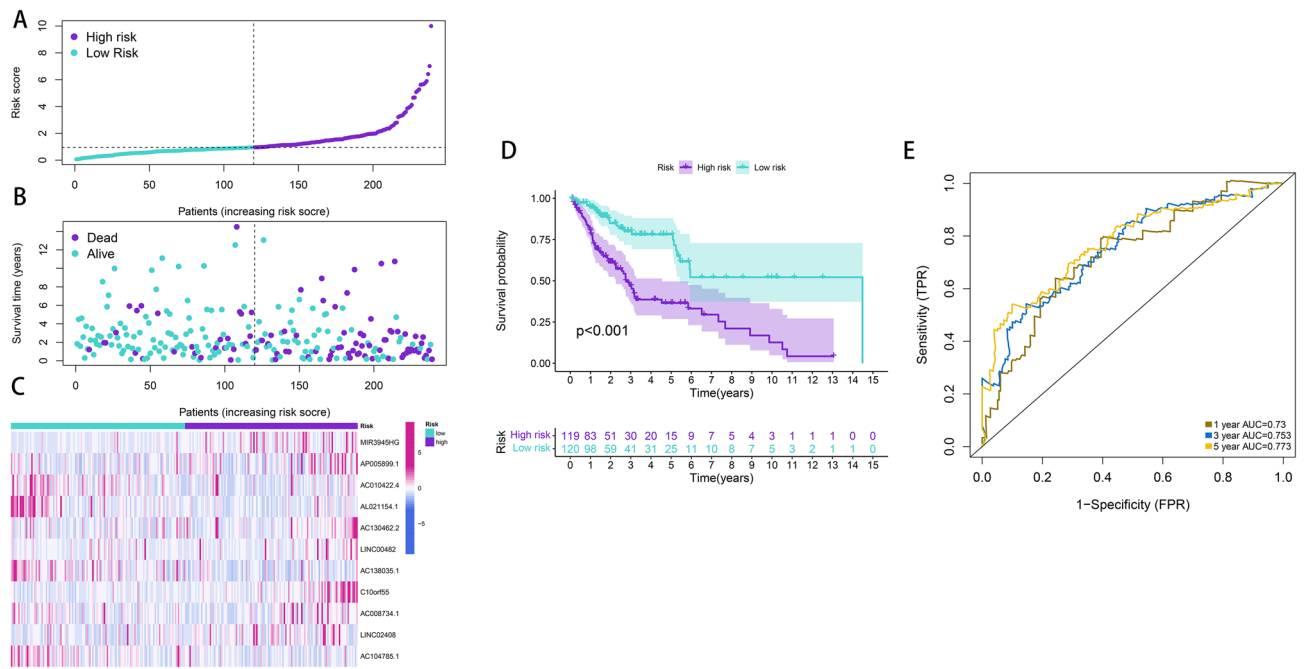 A
Risk score
10
8
6
4
2
0
High risk
Low Risk
0 50 100 150 200
Patients (increasing risk socre)
B
Survival time (years)
12
8
6
4
2
0
Dead
Alive
0 50 100 150 200
Patients (increasing risk socre)
C
Risk
MIR3945HG
AP005899.1
AC010422.4
AL021154.1
AC130462.2
LINC00482
AC138035.1
C10orf55
AC008734.1
LINC02408
AC104785.1
5
0
−5
Risk
low
high
D
Risk High risk Low risk
Survival probability
1.00
0.75
0.50
0.25
0.00
p<0.001
0 1 2 3 4 5 6 7 8 9 10 11 12 13 14 15
Time(years)
Risk
High risk 119 83 51 30 20 15 9 7 5 4 3 1 1 1 0 0
Low risk 120 98 59 41 31 25 11 10 8 7 5 3 2 1 1 0
0 1 2 3 4 5 6 7 8 9 10 11 12 13 14 15
Time(years)
E
Sensitivity (TPR)
1.0
0.8
0.6
0.4
0.2
0.0
1 year AUC=0.73
3 year AUC=0.753
5 year AUC=0.773
0.0 0.2 0.4 0.6 0.8 1.0
1−Specificity (FPR)